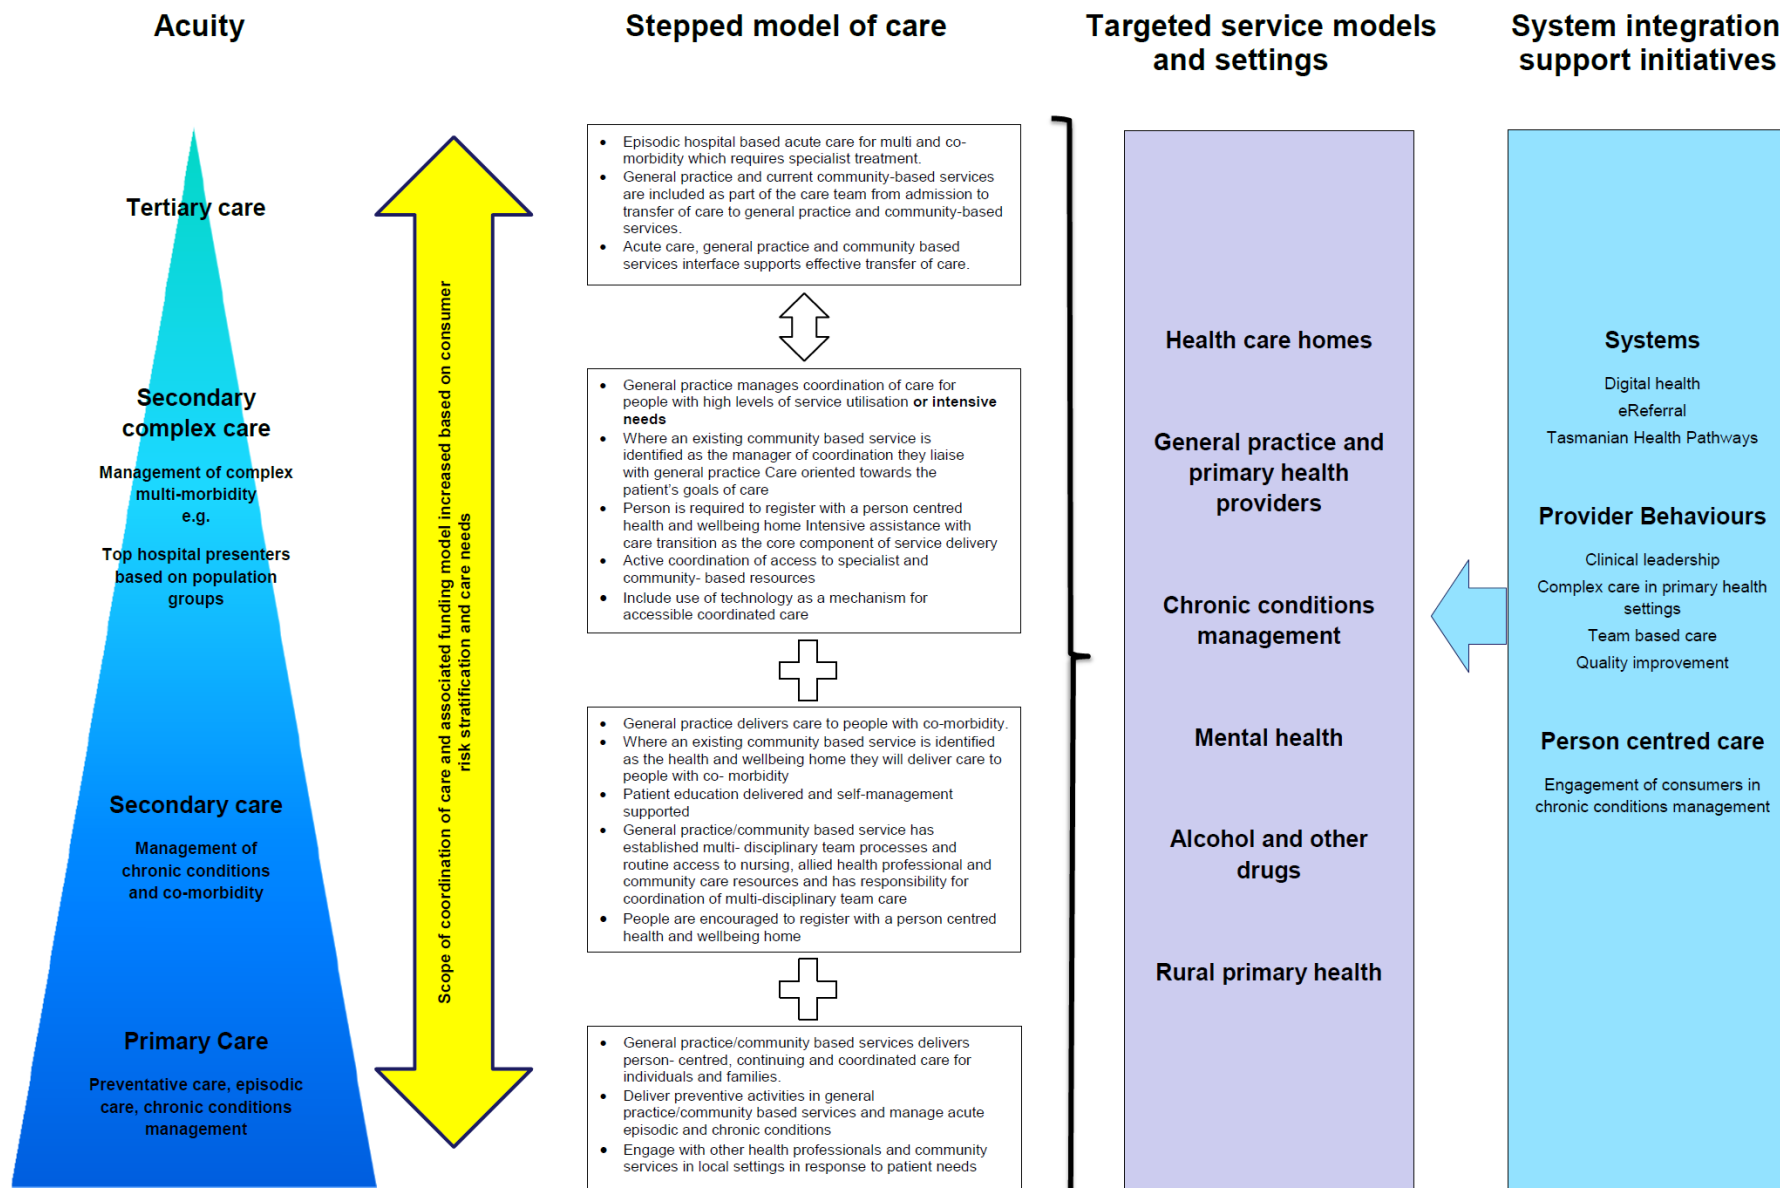 Acuity
Stepped model of care
Targeted service models
and settings
System integration
support initiatives
Tertiary care
Secondary
complex care
Management of complex
multi-morbidity
e.g.
Top hospital presenters
based on population
groups
Secondary care
Management of
chronic conditions
and co-morbidity
Primary Care
Preventative care, episodic
care, chronic conditions
management
Scope of coordination of care and associated funding model increased based on consumer
risk stratification and care needs
• Episodic hospital based acute care for multi and co-
morbidity which requires specialist treatment.
• General practice and current community-based services
are included as part of the care team from admission to
transfer of care to general practice and community-based
services.
• Acute care, general practice and community based
services interface supports effective transfer of care.
• General practice manages coordination of care for
people with high levels of service utilisation or intensive
needs
• Where an existing community based service is
identified as the manager of coordination they liaise
with general practice Care oriented towards the
patient's goals of care
• Person is required to register with a person centred
health and wellbeing home Intensive assistance with
care transition as the core component of service delivery
• Active coordination of access to specialist and
community- based resources
• Include use of technology as a mechanism for
accessible coordinated care
• General practice delivers care to people with co-morbidity.
• Where an existing community based service is identified
as the health and wellbeing home they will deliver care to
people with co- morbidity
• Patient education delivered and self-management
supported
• General practice/community based service has
established multi- disciplinary team processes and
routine access to nursing, allied health professional and
community care resources and has responsibility for
coordination of multi-disciplinary team care
• People are encouraged to register with a person centred
health and wellbeing home
• General practice/community based services delivers
person- centred, continuing and coordinated care for
individuals and families.
• Deliver preventive activities in general
practice/community based services and manage acute
episodic and chronic conditions
• Engage with other health professionals and community
services in local settings in response to patient needs
Health care homes
General practice and
primary health
providers
Chronic conditions
management
Mental health
Alcohol and other
drugs
Rural primary health
Systems
Digital health
eReferral
Tasmanian Health Pathways
Provider Behaviours
Clinical leadership
Complex care in primary health
settings
Team based care
Quality improvement
Person centred care
Engagement of consumers in
chronic conditions management